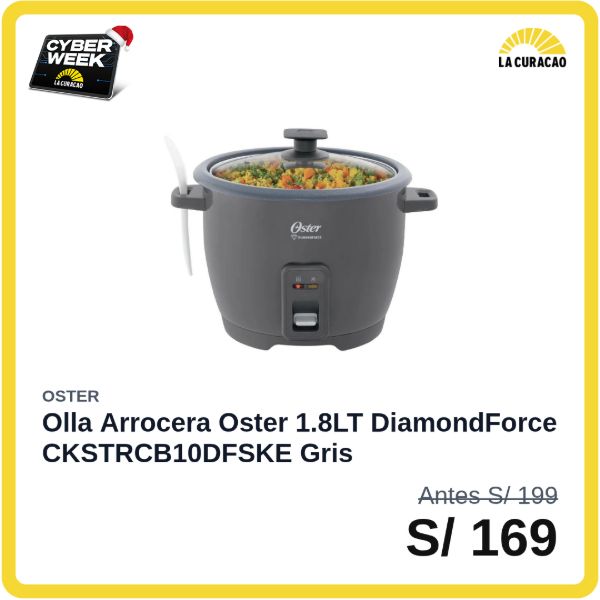 CYBER
WEEK
LA CURACAO
LA CURACAO
Oster
OSTER
Olla Arrocera Oster 1.8LT DiamondForce
CKSTRCB10DFSKE Gris
Antes S/ 199
S/ 169